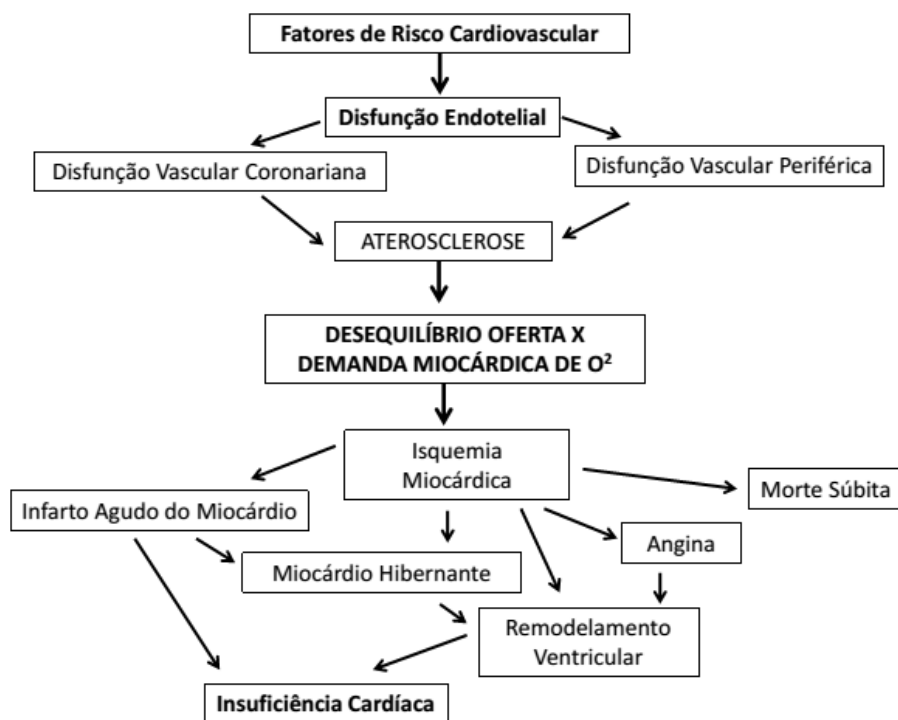 Fatores de Risco Cardiovascular
Disfunção Endotelial
Disfunção Vascular Coronariana
Disfunção Vascular Periférica
ATEROSCLEROSE
DESEQUILÍBRIO OFERTA X
DEMANDA MIOCÁRDICA DE O²
Isquemia
Miocárdica
Morte Súbita
Infarto Agudo do Miocárdio
Angina
Miocárdio Hibernante
Remodelamento
Ventricular
Insuficiência Cardíaca